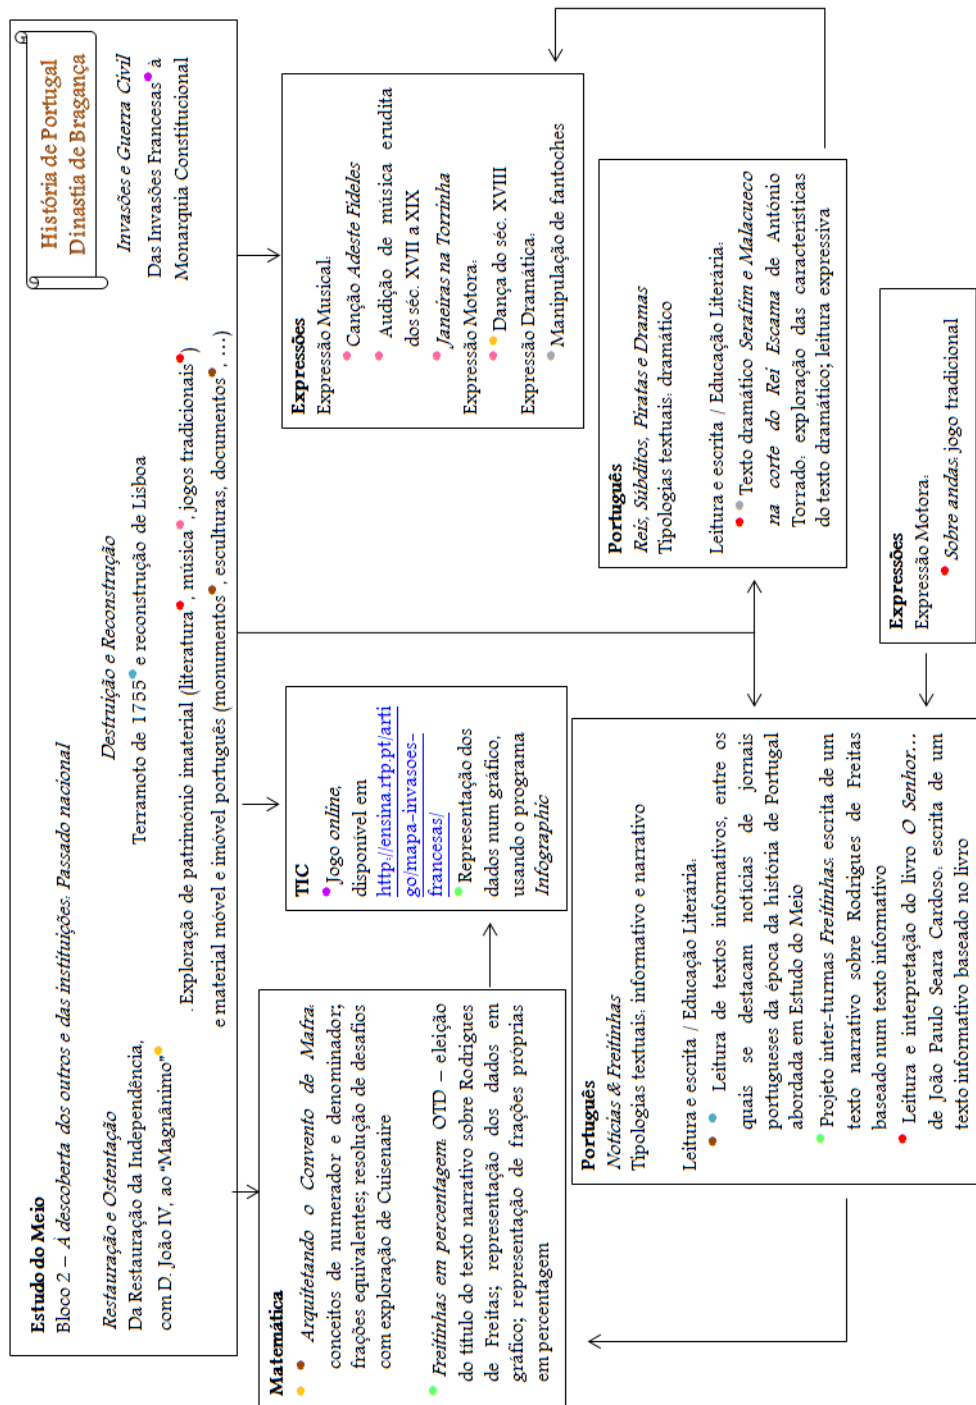 História de Portugal
Dinastia de Bragança
Estudo do Meio
Bloco 2 – À descoberta dos outros e das instituições: Passado nacional
Restauração e Ostentação
Da Restauração da Independência,
com D. João IV, ao “Magnânimo”
Destruição e Reconstrução
Terramoto de 1755 e reconstrução de Lisboa
Invasões e Guerra Civil
Das Invasões Francesas à
Monarquia Constitucional
. Exploração de património imaterial (literatura, música, jogos tradicionais)
e material móvel e imóvel português (monumentos, esculturas, documentos, …)
Matemática
Arquitetando o Convento de Mafra:
conceitos de numerador e denominador;
frações equivalentes; resolução de desafios
com exploração de Cuisenaire
Freitinhas em percentagem: OTD – eleição
do título do texto narrativo sobre Rodrigues
de Freitas; representação dos dados em
gráfico; representação de frações próprias
em percentagem
TIC
Jogo online,
disponível em
http://ensina.rtp.pt/arti
go/mapa-invasoes-
francesas/
Representação dos
dados num gráfico,
usando o programa
Infographic
Expressões
Expressão Musical:
Canção Adeste Fideles
Audição de música erudita
dos séc. XVII a XIX
Janeiras na Torrinha
Expressão Motora:
Dança do séc. XVIII
Expressão Dramática:
Manipulação de fantoches
Português
Notícias & Freitinhas
Tipologias textuais: informativo e narrativo
Leitura e escrita / Educação Literária:
Leitura de textos informativos, entre os
quais se destacam notícias de jornais
portugueses da época da história de Portugal
abordada em Estudo do Meio
Projeto inter-turmas Freitinhas: escrita de um
texto narrativo sobre Rodrigues de Freitas
baseado num texto informativo
Leitura e interpretação do livro O Senhor...
de João Paulo Seara Cardoso: escrita de um
texto informativo baseado no livro
Português
Reis, Súbditos, Piratas e Dramas
Tipologias textuais: dramático
Leitura e escrita / Educação Literária:
Texto dramático Serafim e Malacueco
na corte do Rei Escama de António
Torrado: exploração das características
do texto dramático; leitura expressiva
Expressões
Expressão Motora:
Sobre andas: jogo tradicional